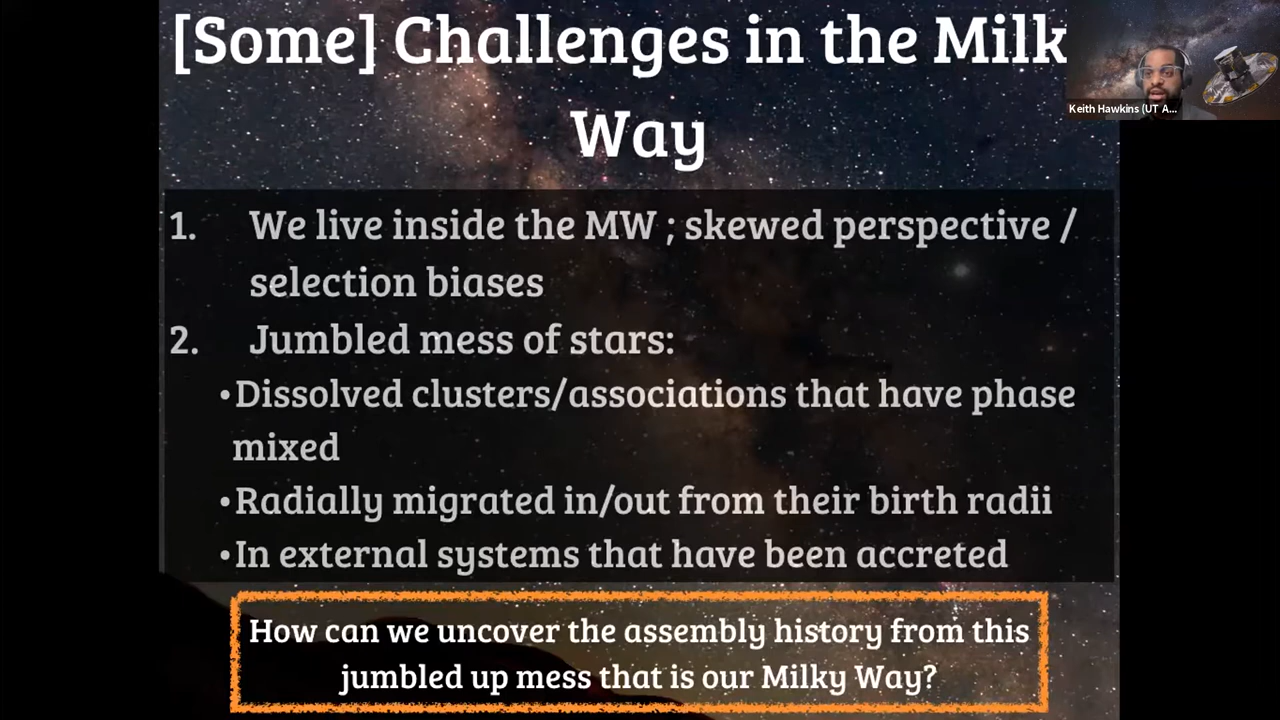 [Some] Challenges in the Milk
Way
Keith Hawkins (UT A...
1. We live inside the MW ; skewed perspective /
selection biases
2. Jumbled mess of stars:
•Dissolved clusters/associations that have phase
mixed
•Radially migrated in/out from their birth radii
•In external systems that have been accreted
How can we uncover the assembly history from this
jumbled up mess that is our Milky Way?